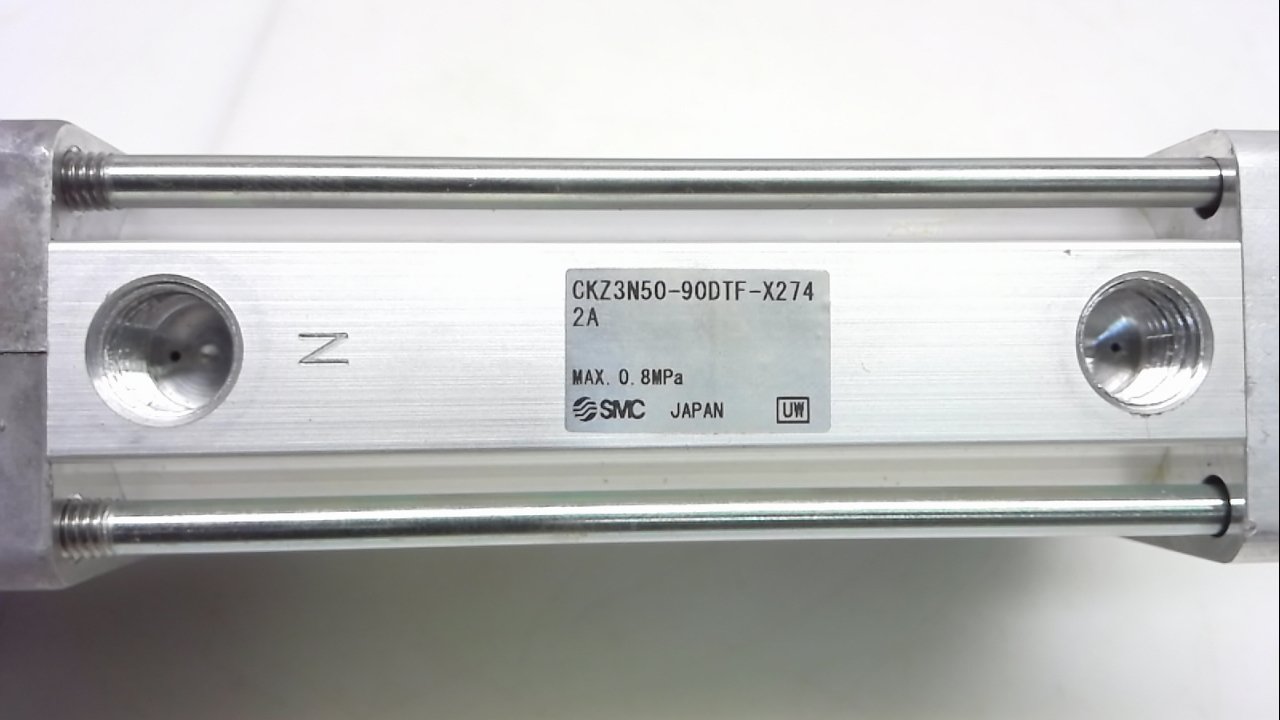 N
CKZ3N50-90DTF-X274
2A
MAX. 0.8MPa
SMC JAPAN UW